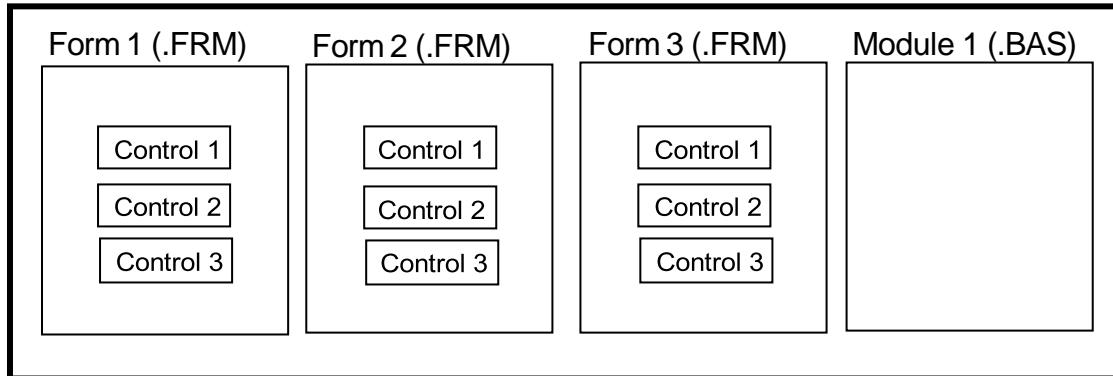 Form 1 (.FRM)
Form 2 (.FRM)
Form 3 (.FRM)
Module 1 (.BAS)
Control 1
Control 2
Control 3
Control 1
Control 2
Control 3
Control 1
Control 2
Control 3